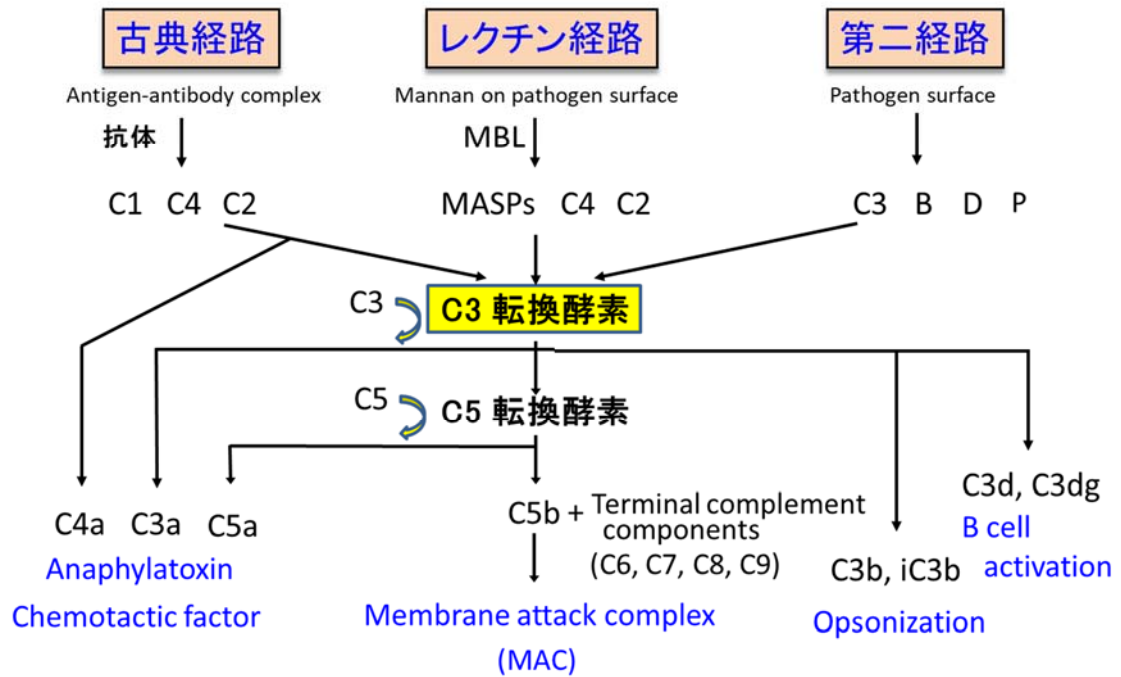 古典経路
レクチン経路
第二経路
Antigen-antibody complex
Mannan on pathogen surface
Pathogen surface
抗体
MBL
C1 C4 C2
MASPs C4 C2
C3 B D P
C3
C3 転換酵素
C5
C5 転換酵素
C4a C3a C5a
Anaphylatoxin
Chemotactic factor
C5b + Terminal complement
components
(C6, C7, C8, C9)
Membrane attack complex
(MAC)
C3b, iC3b
Opsonization
C3d, C3dg
B cell
activation